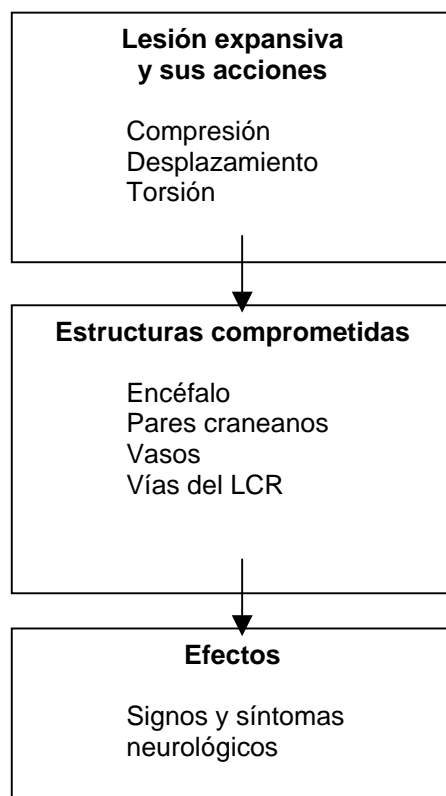 Lesión expansiva
y sus acciones
Compresión
Desplazamiento
Torsión
Estructuras comprometidas
Encéfalo
Pares craneanos
Vasos
Vías del LCR
Efectos
Signos y síntomas
neurológicos